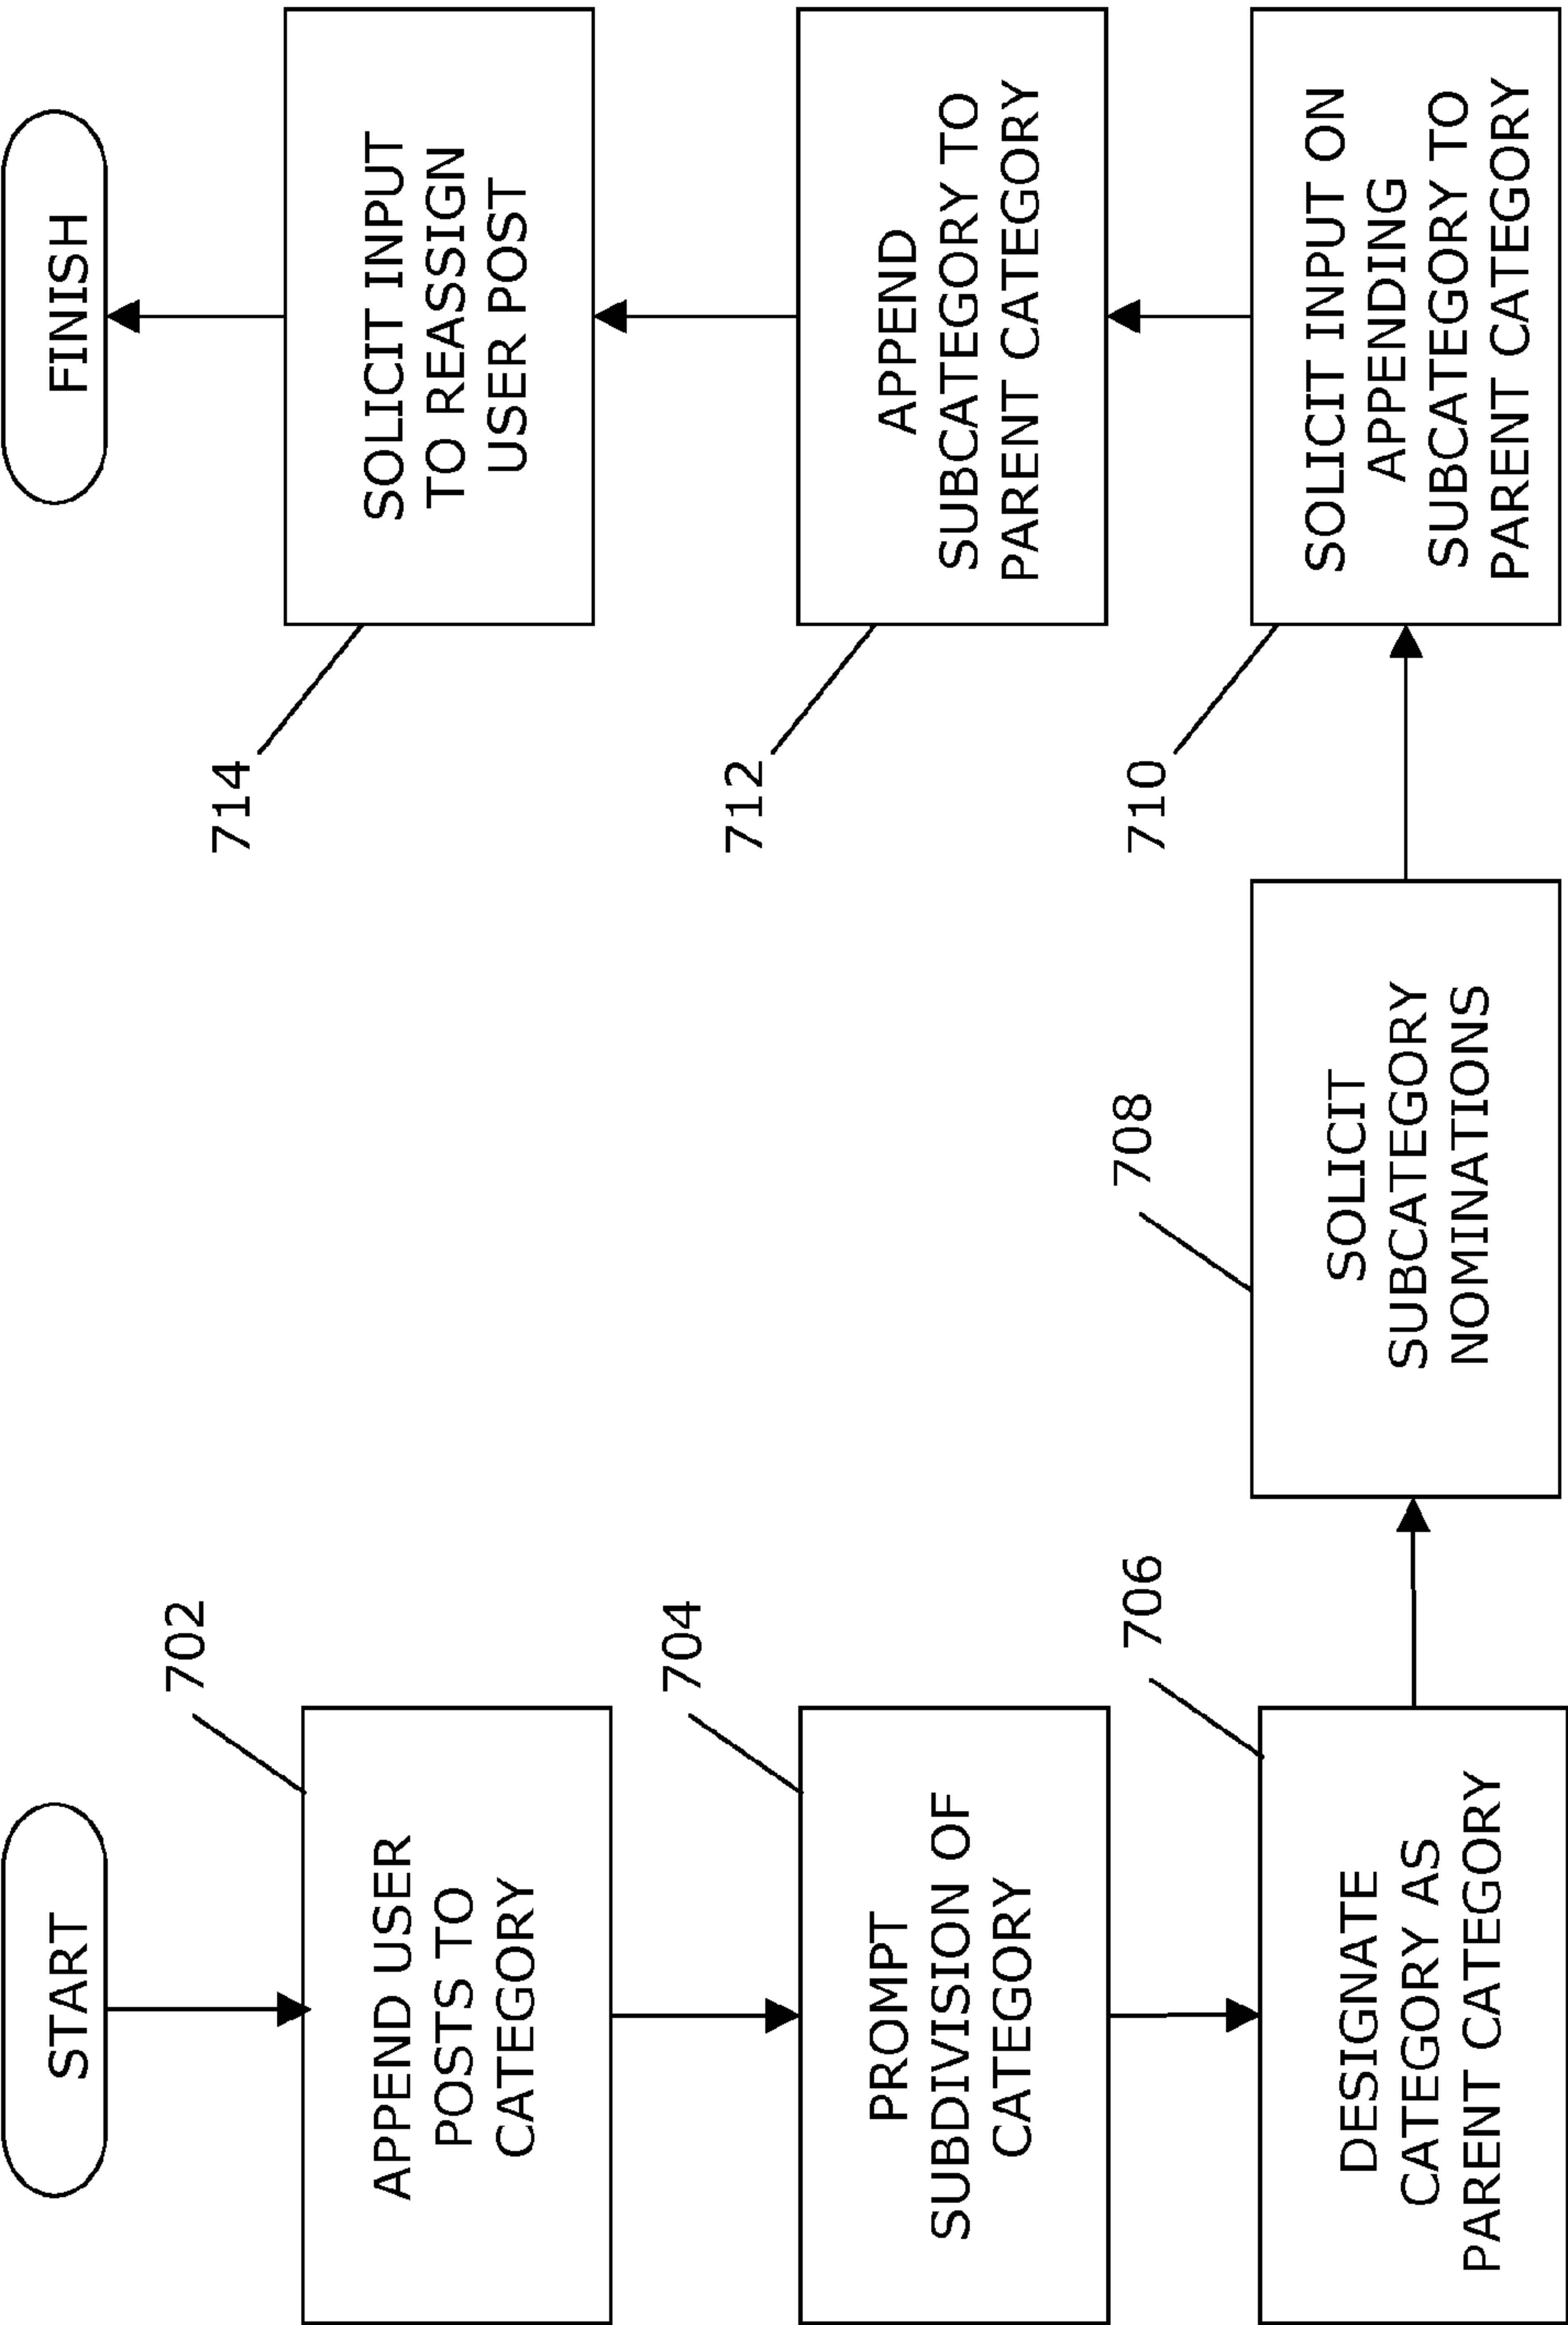 START
702
APPEND USER
POSTS TO
CATEGORY
704
PROMPT
SUBDIVISION OF
CATEGORY
706
DESIGNATE
CATEGORY AS
PARENT CATEGORY
708
SOLICIT
SUBCATEGORY
NOMINATIONS
710
SOLICIT INPUT ON
APPENDING
SUBCATEGORY TO
PARENT CATEGORY
712
APPEND
SUBCATEGORY TO
PARENT CATEGORY
714
SOLICIT INPUT
TO REASSIGN
USER POST
FINISH